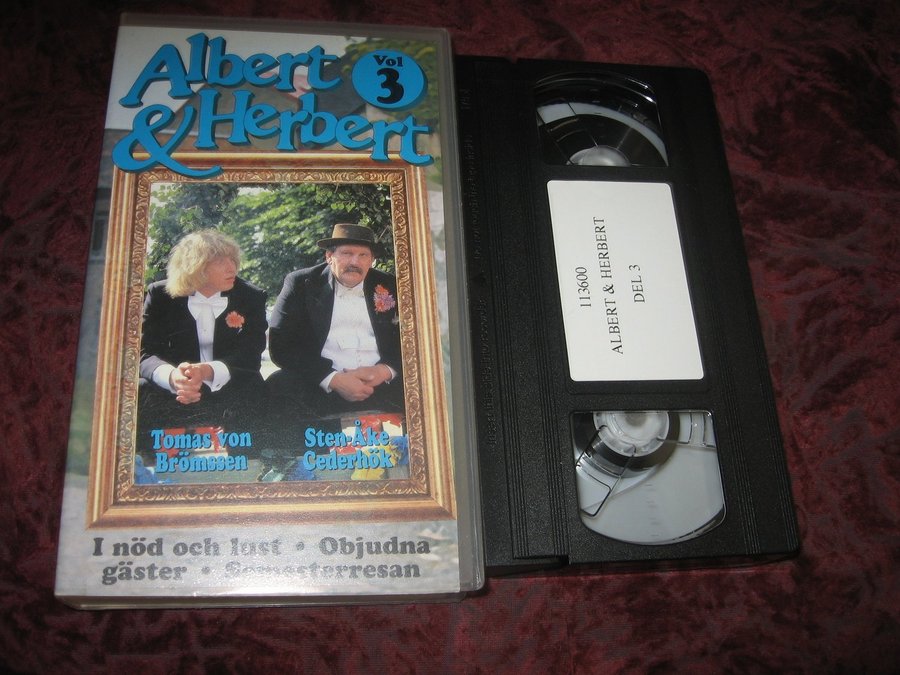 Albert
& Herbert
Vol
3
Tomas von
Brömssen
Sten-Åke
Cederhök
I nöd och lust • Objudna
gäster • Semesterresan
113600
ALBERT & HERBERT
DEL 3